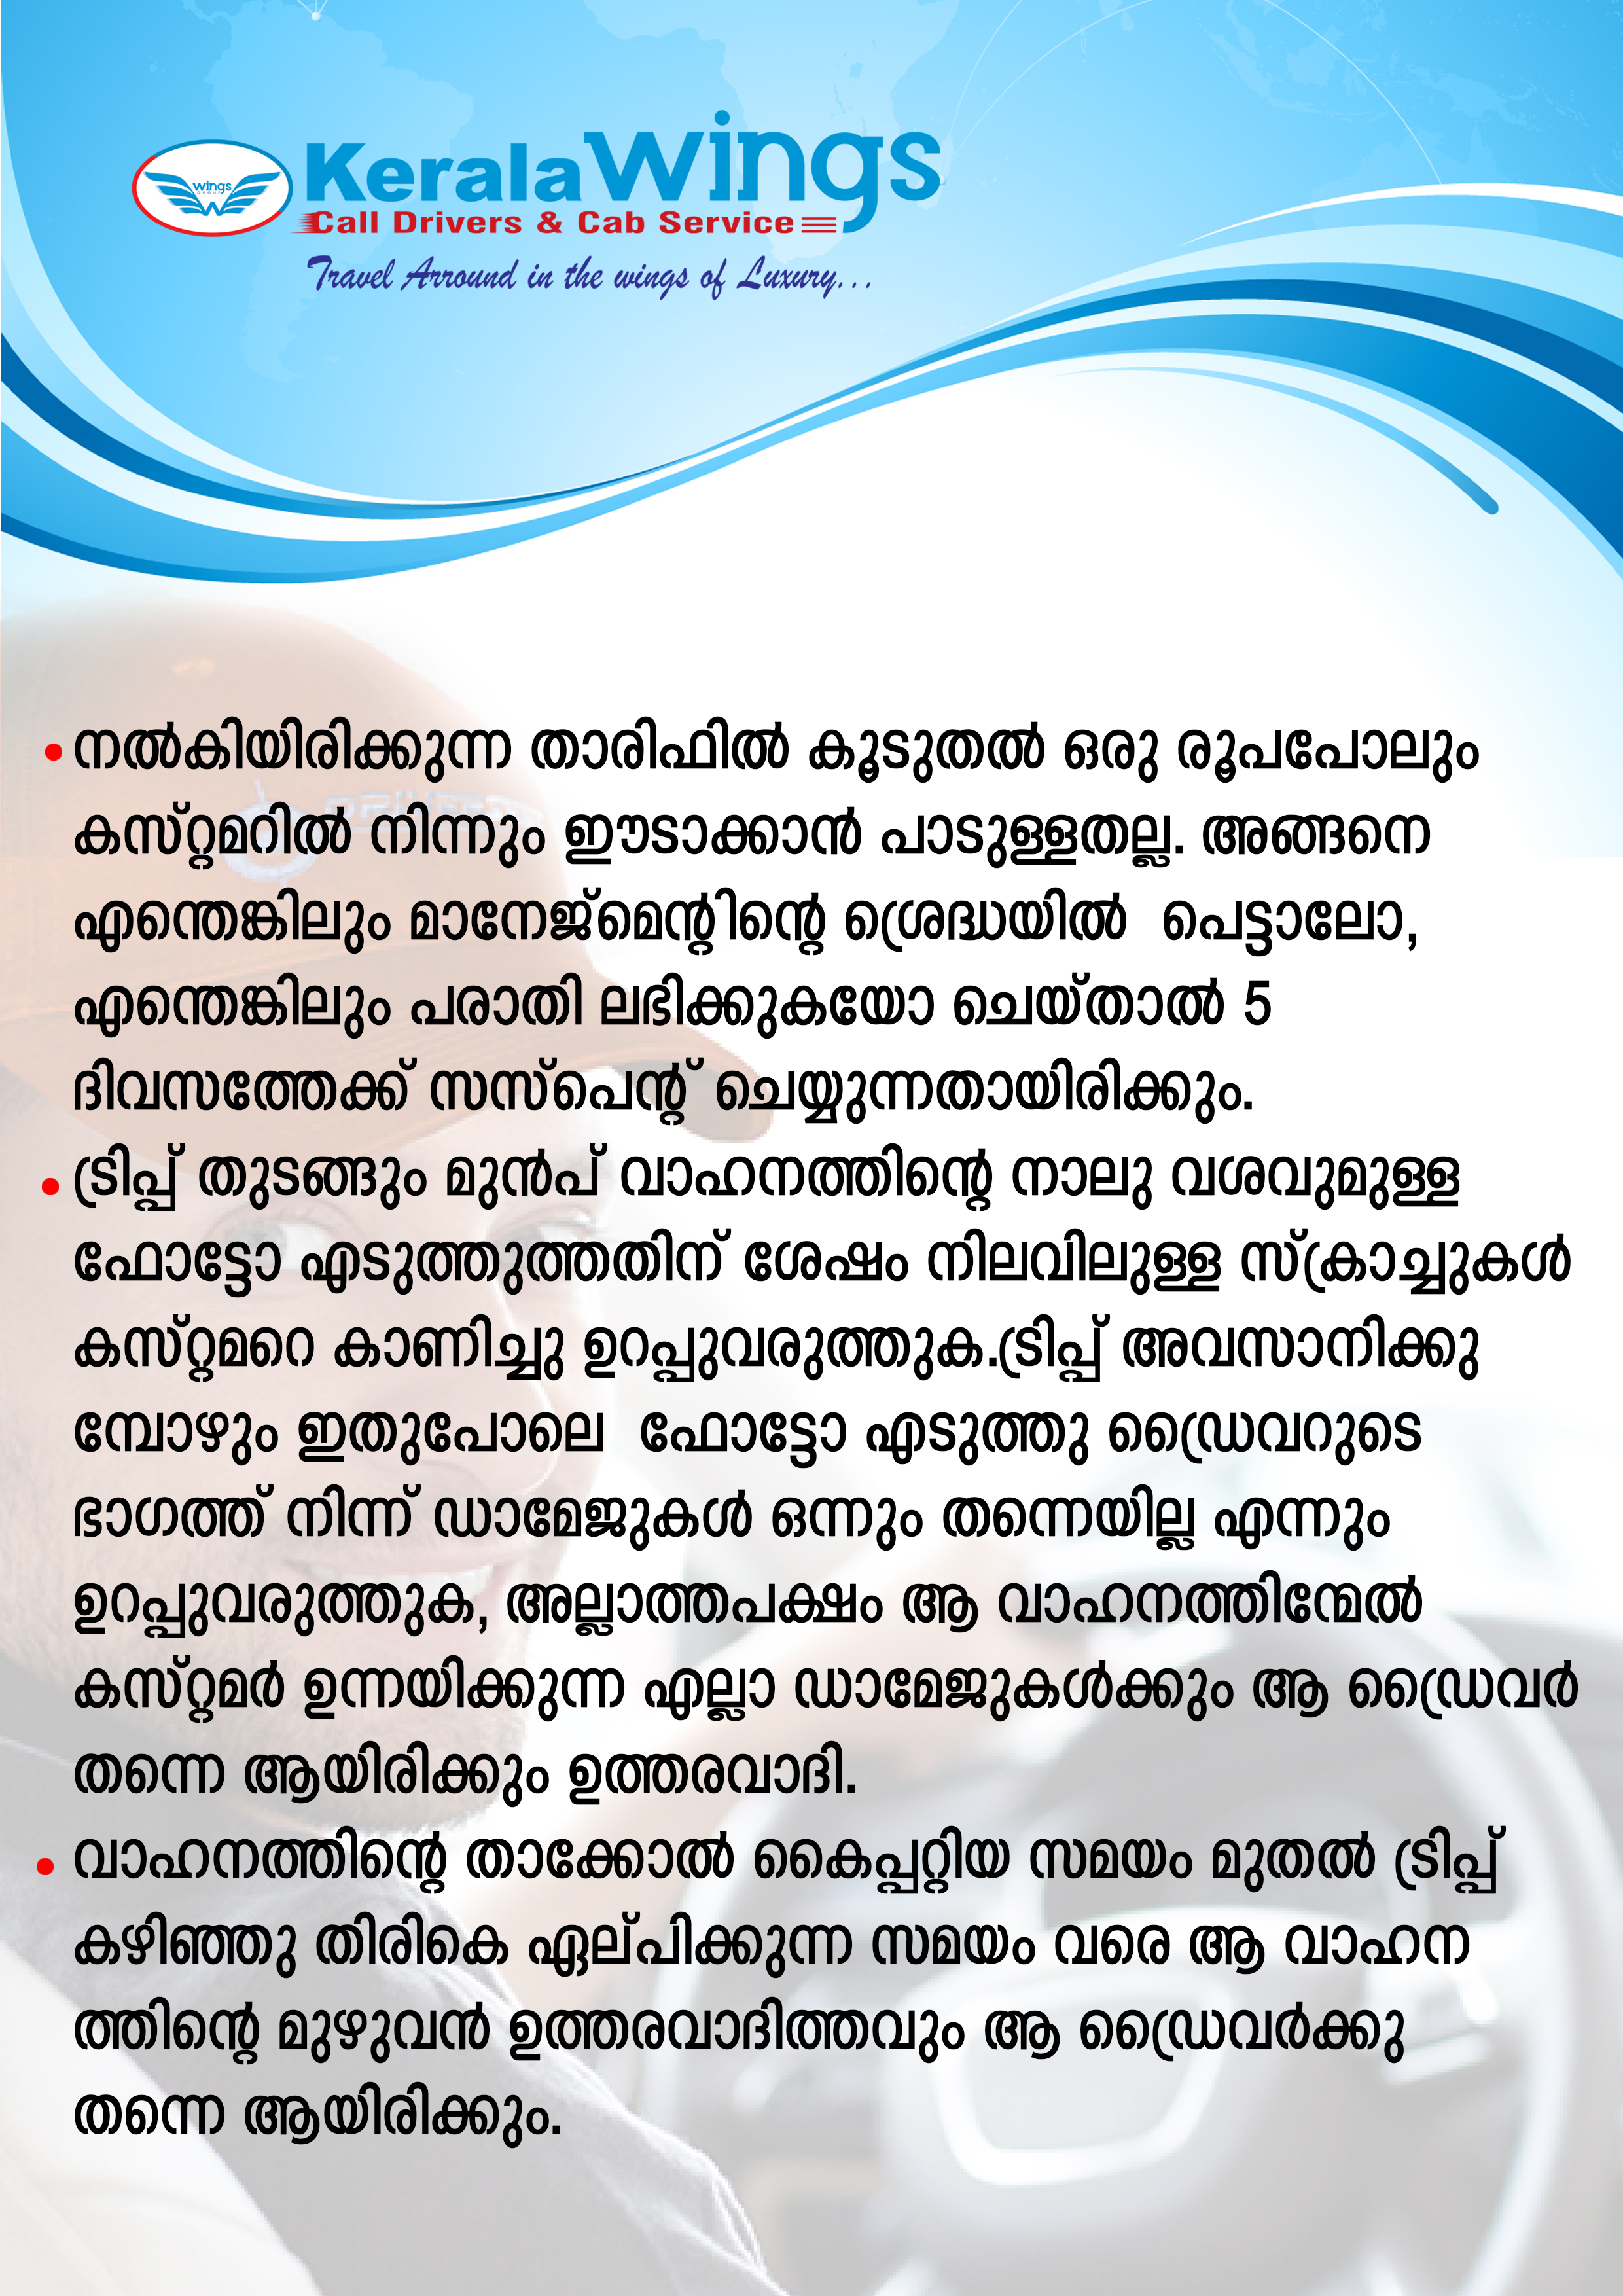 wings
GROUP
KeralaWings
Call Drivers & Cab Service
Travel Arround in the wings of Luxury...
• നൽകിയിരിക്കുന്ന താരിഫിൽ കൂടുതൽ ഒരു രൂപപോലും
കസ്റ്റമറിൽ നിന്നും ഈടാക്കാൻ പാടുള്ളതല്ല. അങ്ങനെ
എന്തെങ്കിലും മാനേജ്മെന്റിന്റെ ശ്രെദ്ധയിൽ പെട്ടാലോ,
എന്തെങ്കിലും പരാതി ലഭിക്കുകയോ ചെയ്താൽ 5
ദിവസത്തേക്ക് സസ്പെന്റ് ചെയ്യുന്നതായിരിക്കും.
• ട്രിപ്പ് തുടങ്ങും മുൻപ് വാഹനത്തിന്റെ നാലു വശവുമുള്ള
ഫോട്ടോ എടുത്തുത്തതിന് ശേഷം നിലവിലുള്ള സ്ക്രാച്ചുകൾ
കസ്റ്റമറെ കാണിച്ചു ഉറപ്പുവരുത്തുക.ട്രിപ്പ് അവസാനിക്കു
മ്പോഴും ഇതുപോലെ ഫോട്ടോ എടുത്തു ഡ്രൈവറുടെ
ഭാഗത്ത് നിന്ന് ഡാമേജുകൾ ഒന്നും തന്നെയില്ല എന്നും
ഉറപ്പുവരുത്തുക, അല്ലാത്തപക്ഷം ആ വാഹനത്തിന്മേൽ
കസ്റ്റമർ ഉന്നയിക്കുന്ന എല്ലാ ഡാമേജുകൾക്കും ആ ഡ്രൈവർ
തന്നെ ആയിരിക്കും ഉത്തരവാദി.
• വാഹനത്തിന്റെ താക്കോൽ കൈപ്പറ്റിയ സമയം മുതൽ ട്രിപ്പ്
കഴിഞ്ഞു തിരികെ ഏല്പിക്കുന്ന സമയം വരെ ആ വാഹന
ത്തിന്റെ മുഴുവൻ ഉത്തരവാദിത്തവും ആ ഡ്രൈവർക്കു
തന്നെ ആയിരിക്കും.